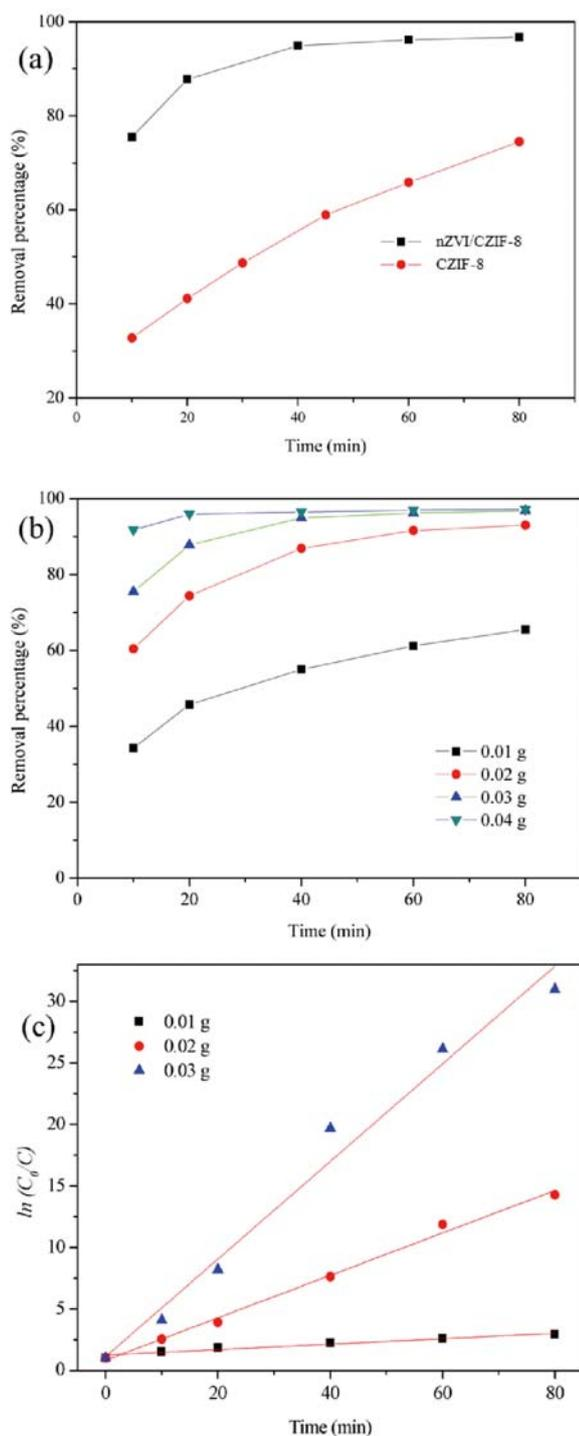 (a)
100
80
60
40
20
Removal percentage (%)
nZVI/CZIF-8
CZIF-8
0 20 40 60 80
Time (min)
(b)
100
80
60
40
20
0
Removal percentage (%)
0.01 g
0.02 g
0.03 g
0.04 g
0 20 40 60 80
Time (min)
(c)
30
25
20
15
10
5
0
ln (C0/C)
0.01 g
0.02 g
0.03 g
0 20 40 60 80
Time (min)